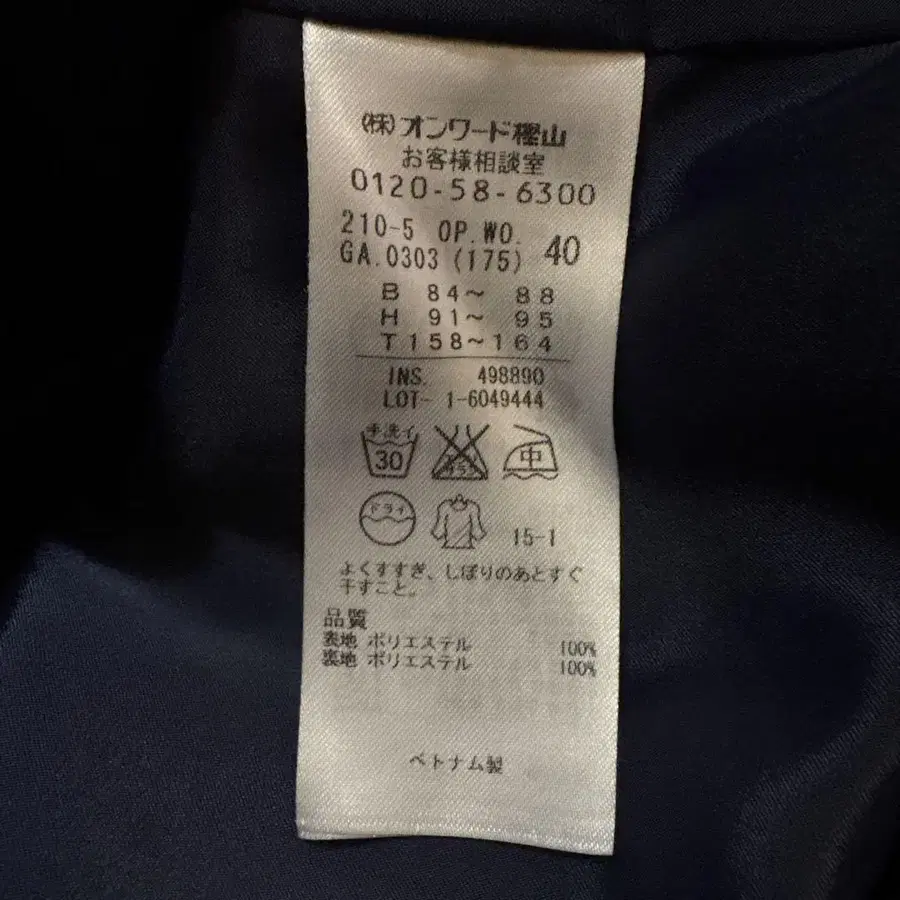 (株)オンワード樫山
お客様相談室
0120-58-6300
210-5 OP.WO. 40
GA.0303 (175)
B 84～ 88
H 91～ 95
T 158～164
INS. 498890
LOT- 1-6049444
手洗イ
30
中
ドライ
15-1
よくすすぎ、しぼりのあとすぐ
干すこと。
品質
表地 ポリエステル 100%
裏地 ポリエステル 100%
ベトナム製